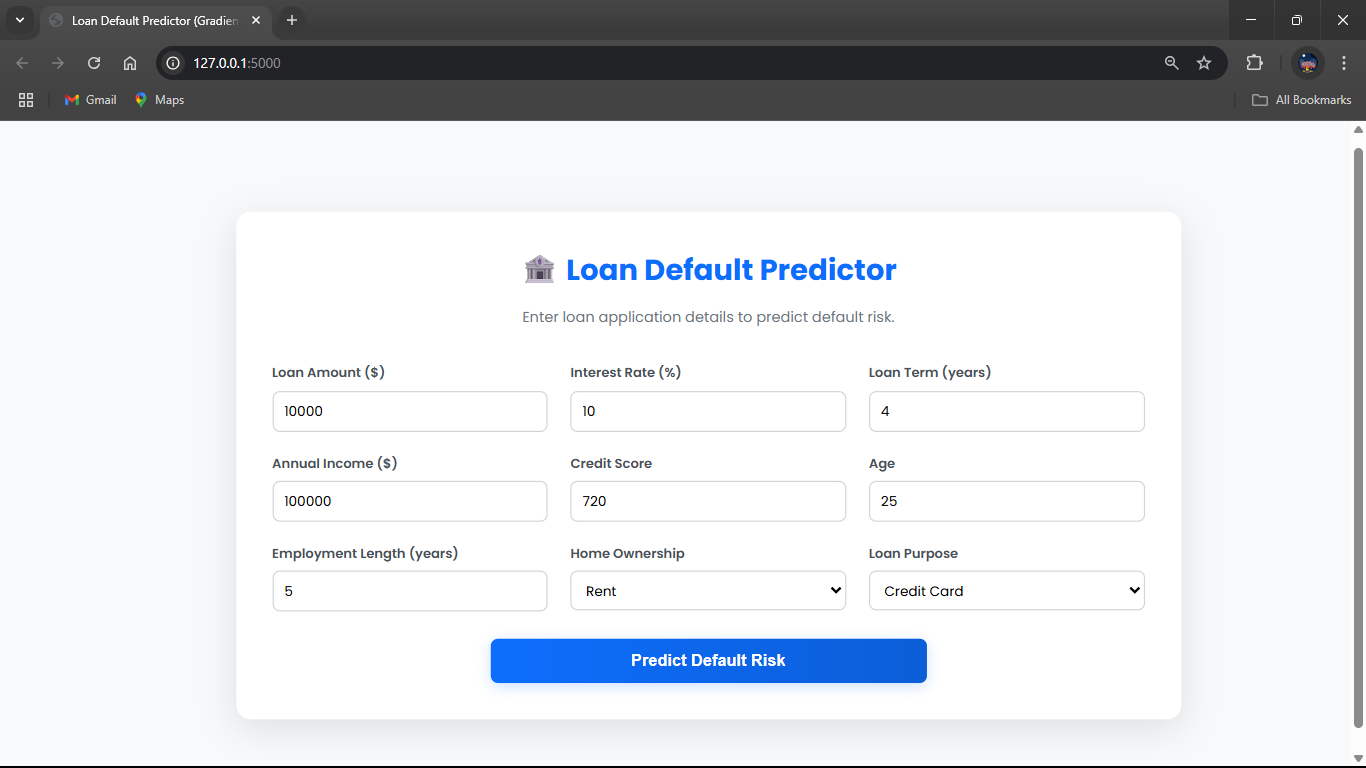 Loan Default Predictor (Gradien
127.0.0.1:5000
Gmail Maps All Bookmarks
Loan Default Predictor
Enter loan application details to predict default risk.
Loan Amount ($) Interest Rate (%) Loan Term (years)
10000 10 4
Annual Income ($) Credit Score Age
100000 720 25
Employment Length (years) Home Ownership Loan Purpose
5 Rent Credit Card
Predict Default Risk